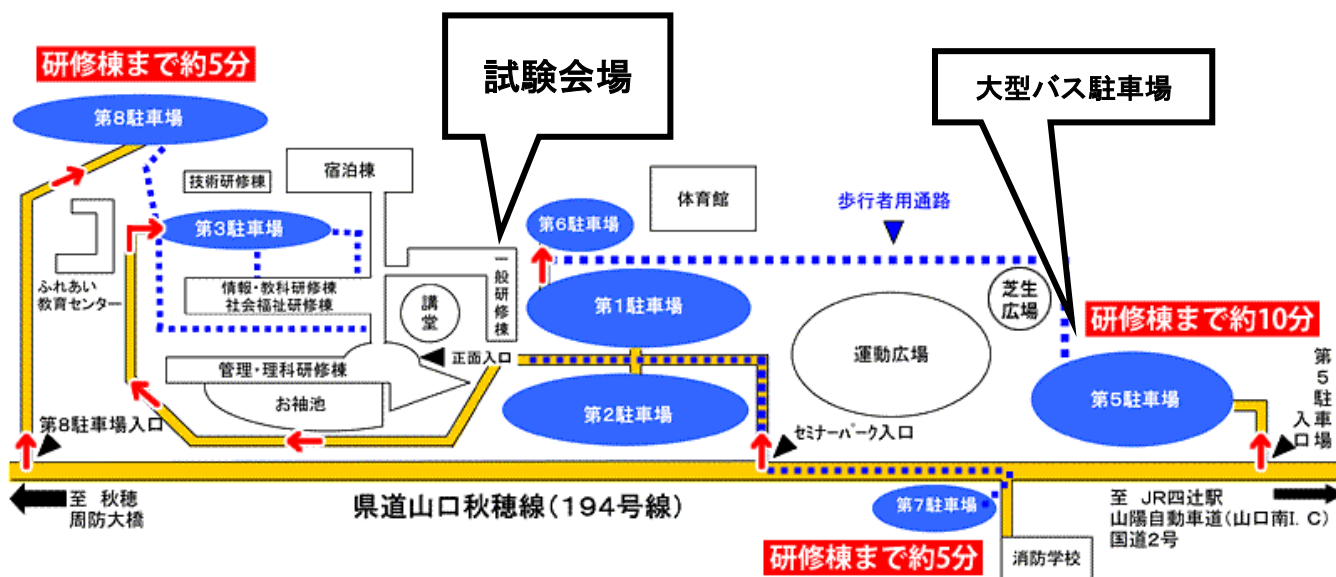 研修棟まで約5分
試験会場
大型バス駐車場
第8駐車場
宿泊棟
技術研修棟
体育館
歩行者用通路
第6駐車場
第3駐車場
一般研修棟
ふれあい
教育センター
情報・教科研修棟
社会福祉研修棟
講堂
第1駐車場
芝生
広場
研修棟まで約10分
運動広場
正面入口
管理・理科研修棟
お袖池
第2駐車場
第5駐車場
第5駐車場
入口
第8駐車場入口
セミナーパーク入口
至 秋穂
周防大橋
県道山口秋穂線(194号線)
第7駐車場
至 JR四辻駅
山陽自動車道(山口南I.C)
国道2号
研修棟まで約5分
消防学校